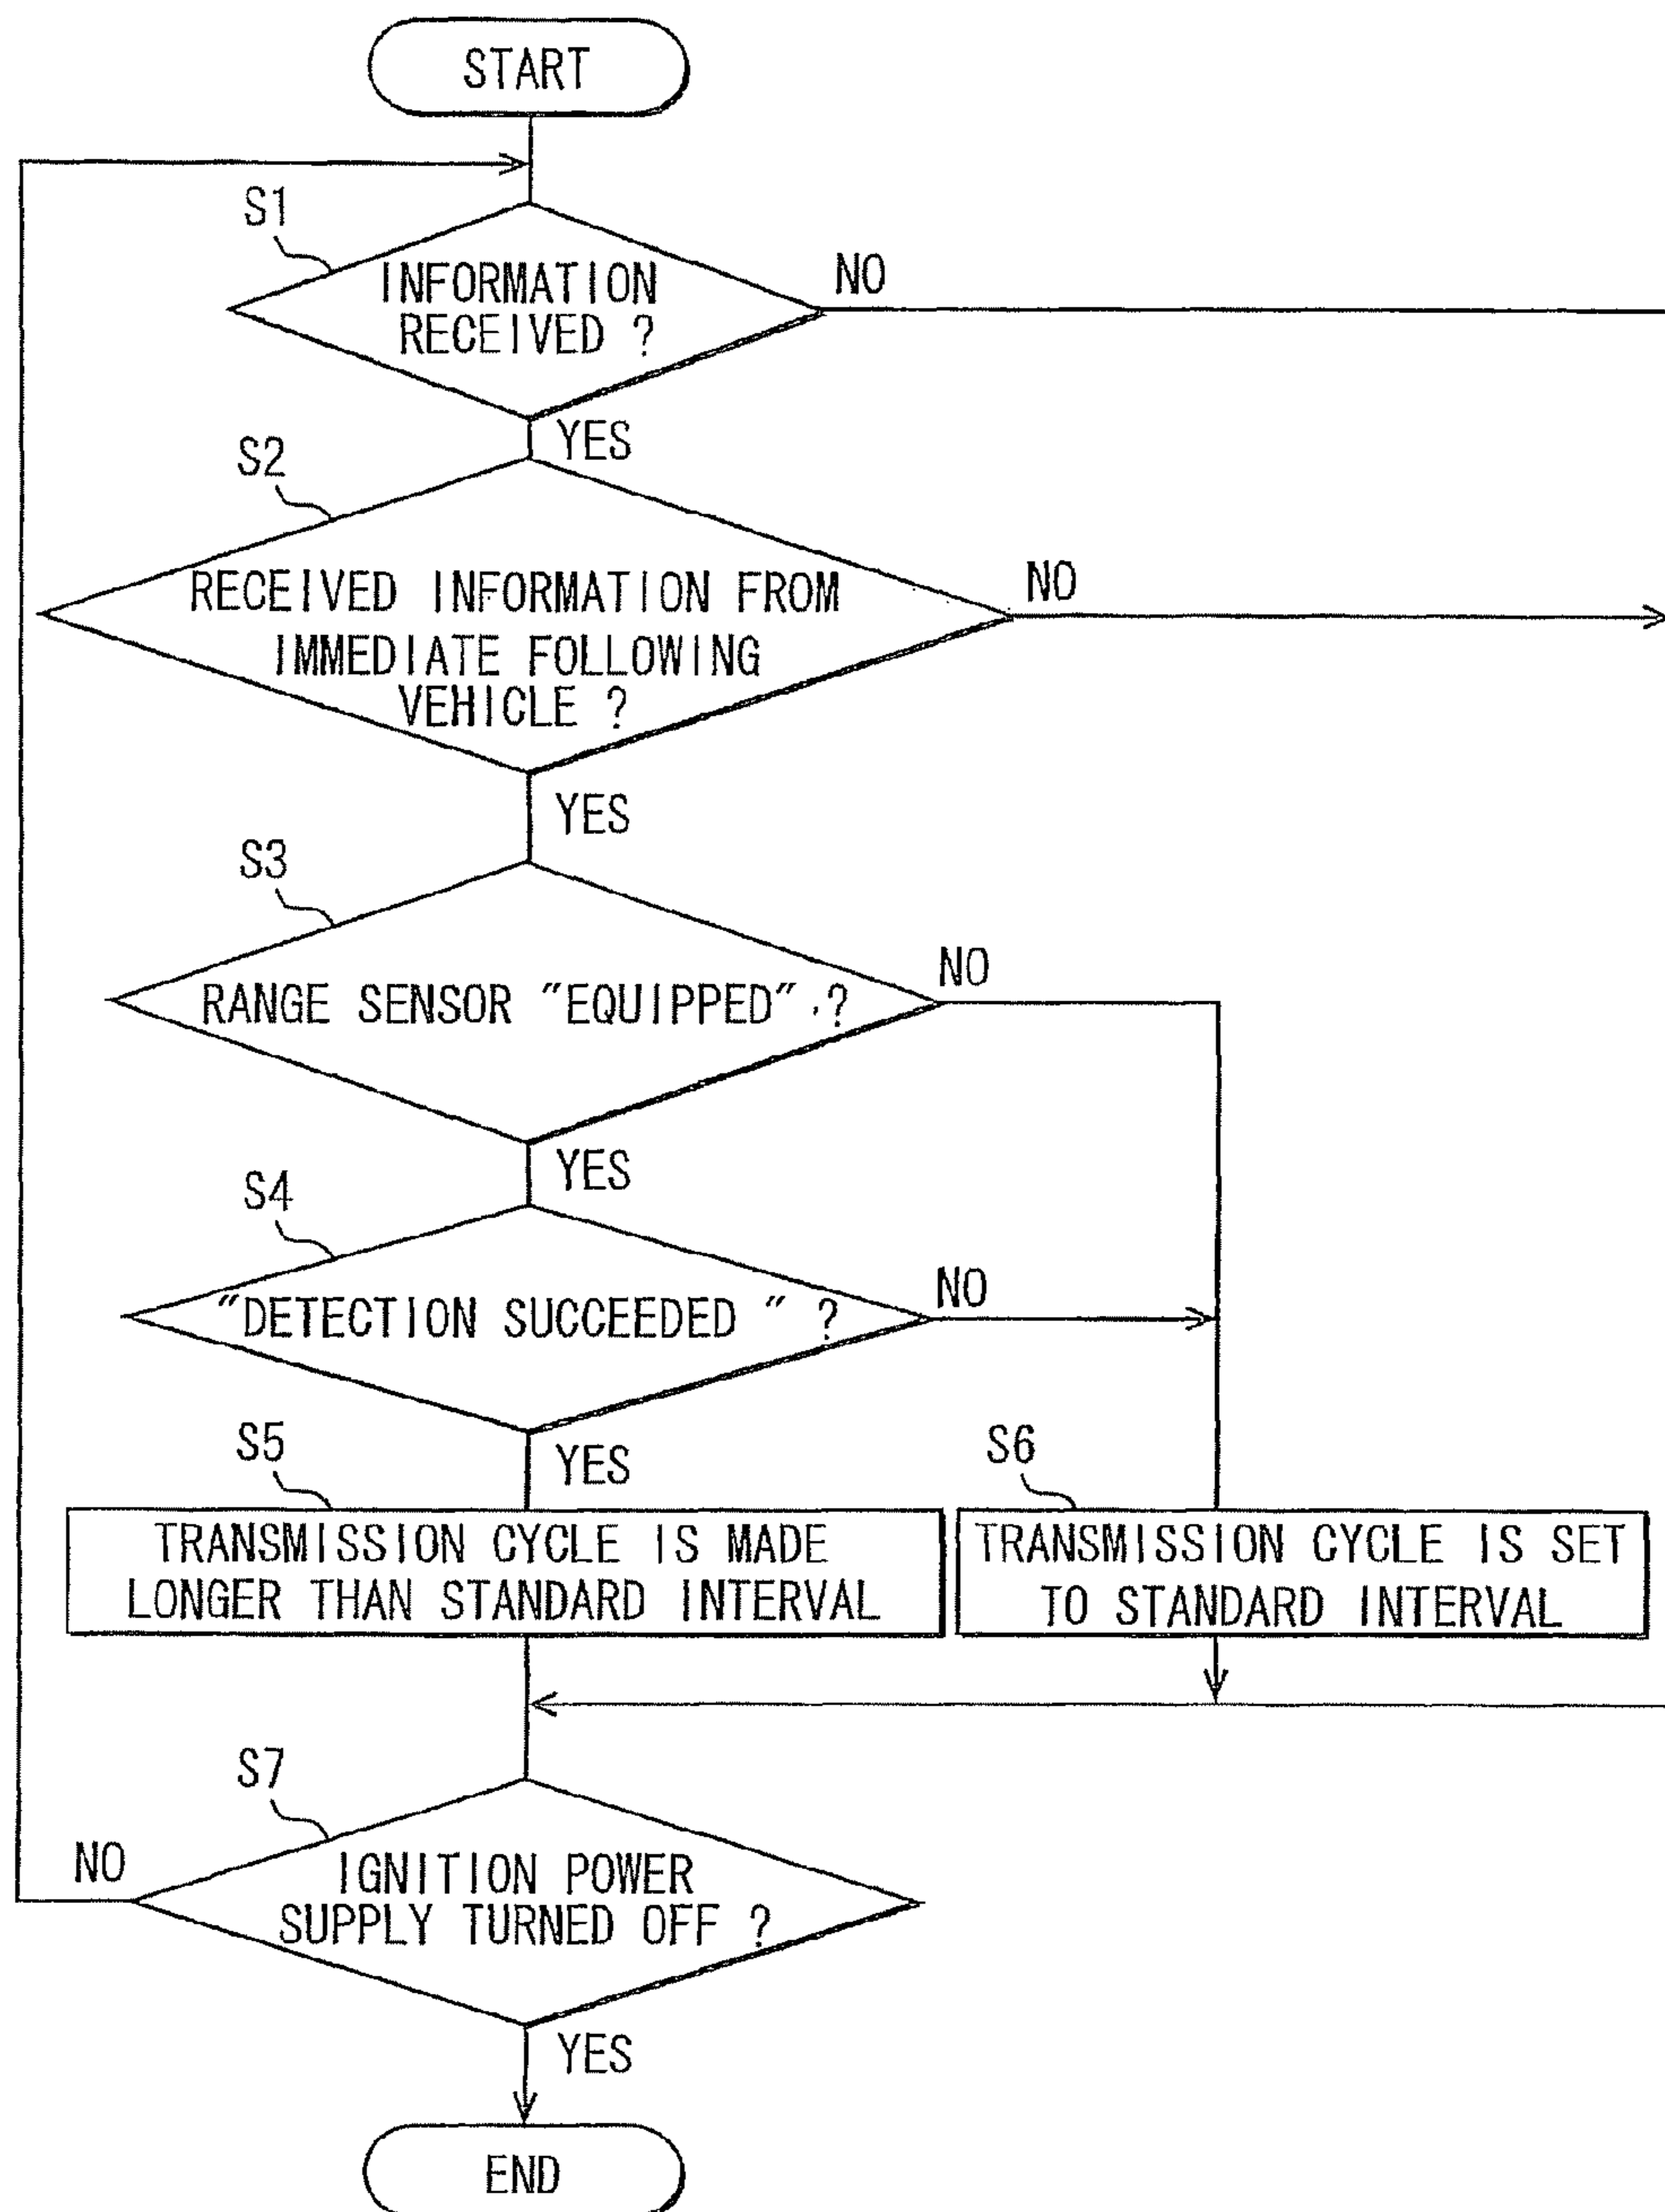 START
S1
INFORMATION
RECEIVED ?
NO
YES
S2
RECEIVED INFORMATION FROM
IMMEDIATE FOLLOWING
VEHICLE ?
NO
YES
S3
RANGE SENSOR "EQUIPPED" ?
NO
YES
S4
"DETECTION SUCCEEDED " ?
NO
YES
S5
TRANSMISSION CYCLE IS MADE
LONGER THAN STANDARD INTERVAL
S6
TRANSMISSION CYCLE IS SET
TO STANDARD INTERVAL
S7
IGNITION POWER
SUPPLY TURNED OFF ?
NO
YES
END